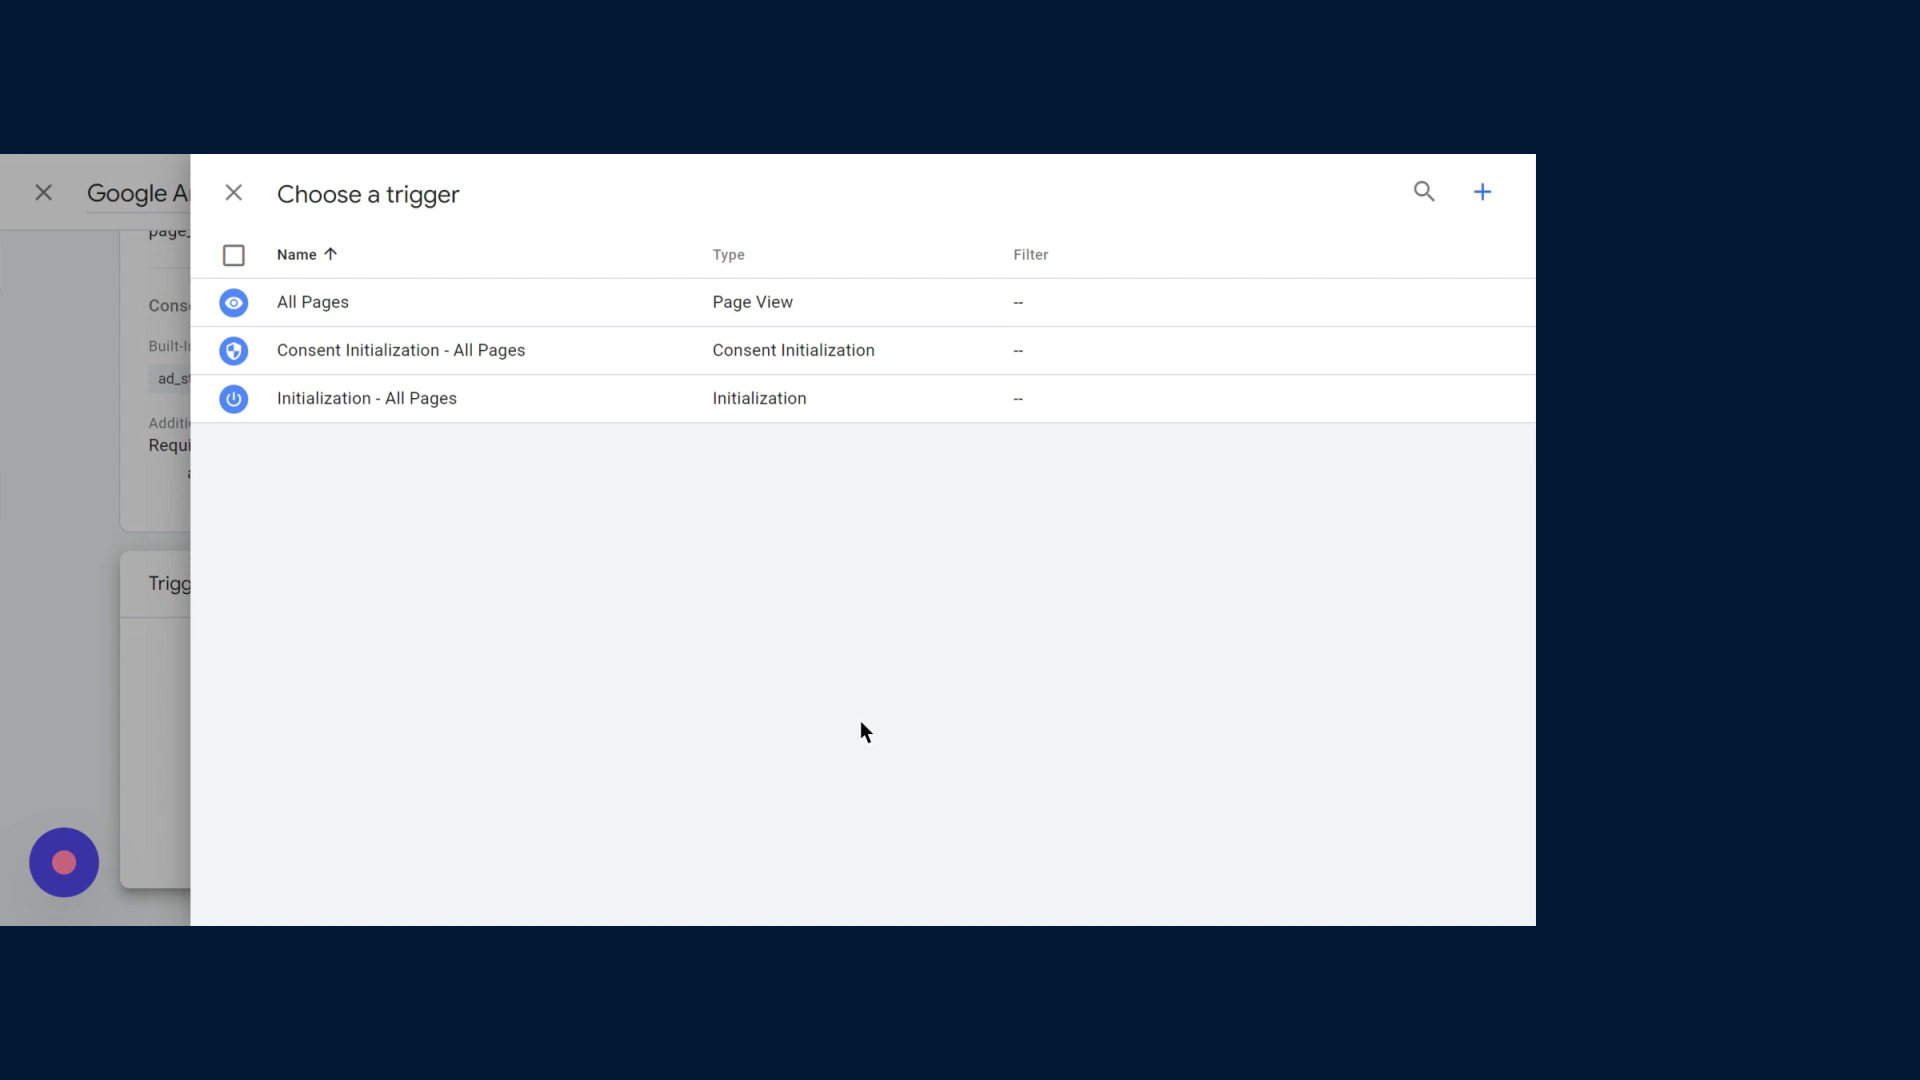 Google A
Choose a trigger
Name Type Filter
All Pages Page View --
Consent Initialization - All Pages Consent Initialization --
Initialization - All Pages Initialization --
page_
Conse
Built-I
ad_s
Additi
Requi
Trigg